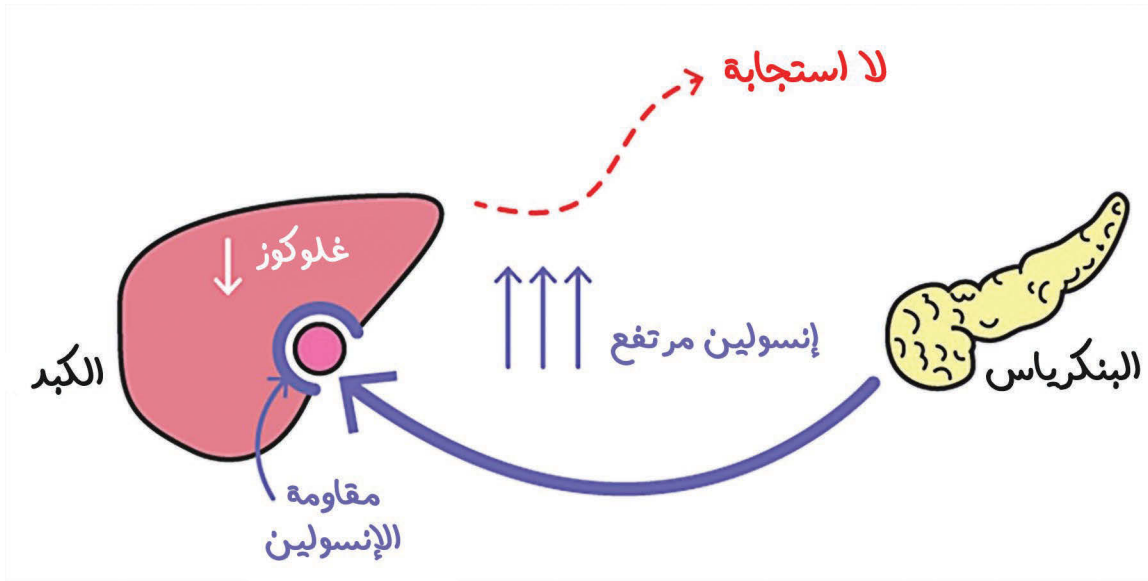 لا استجابة
غلوكوز
إنسولين مرتفع
البنكرياس
الكبد
مقاومة
الإنسولين